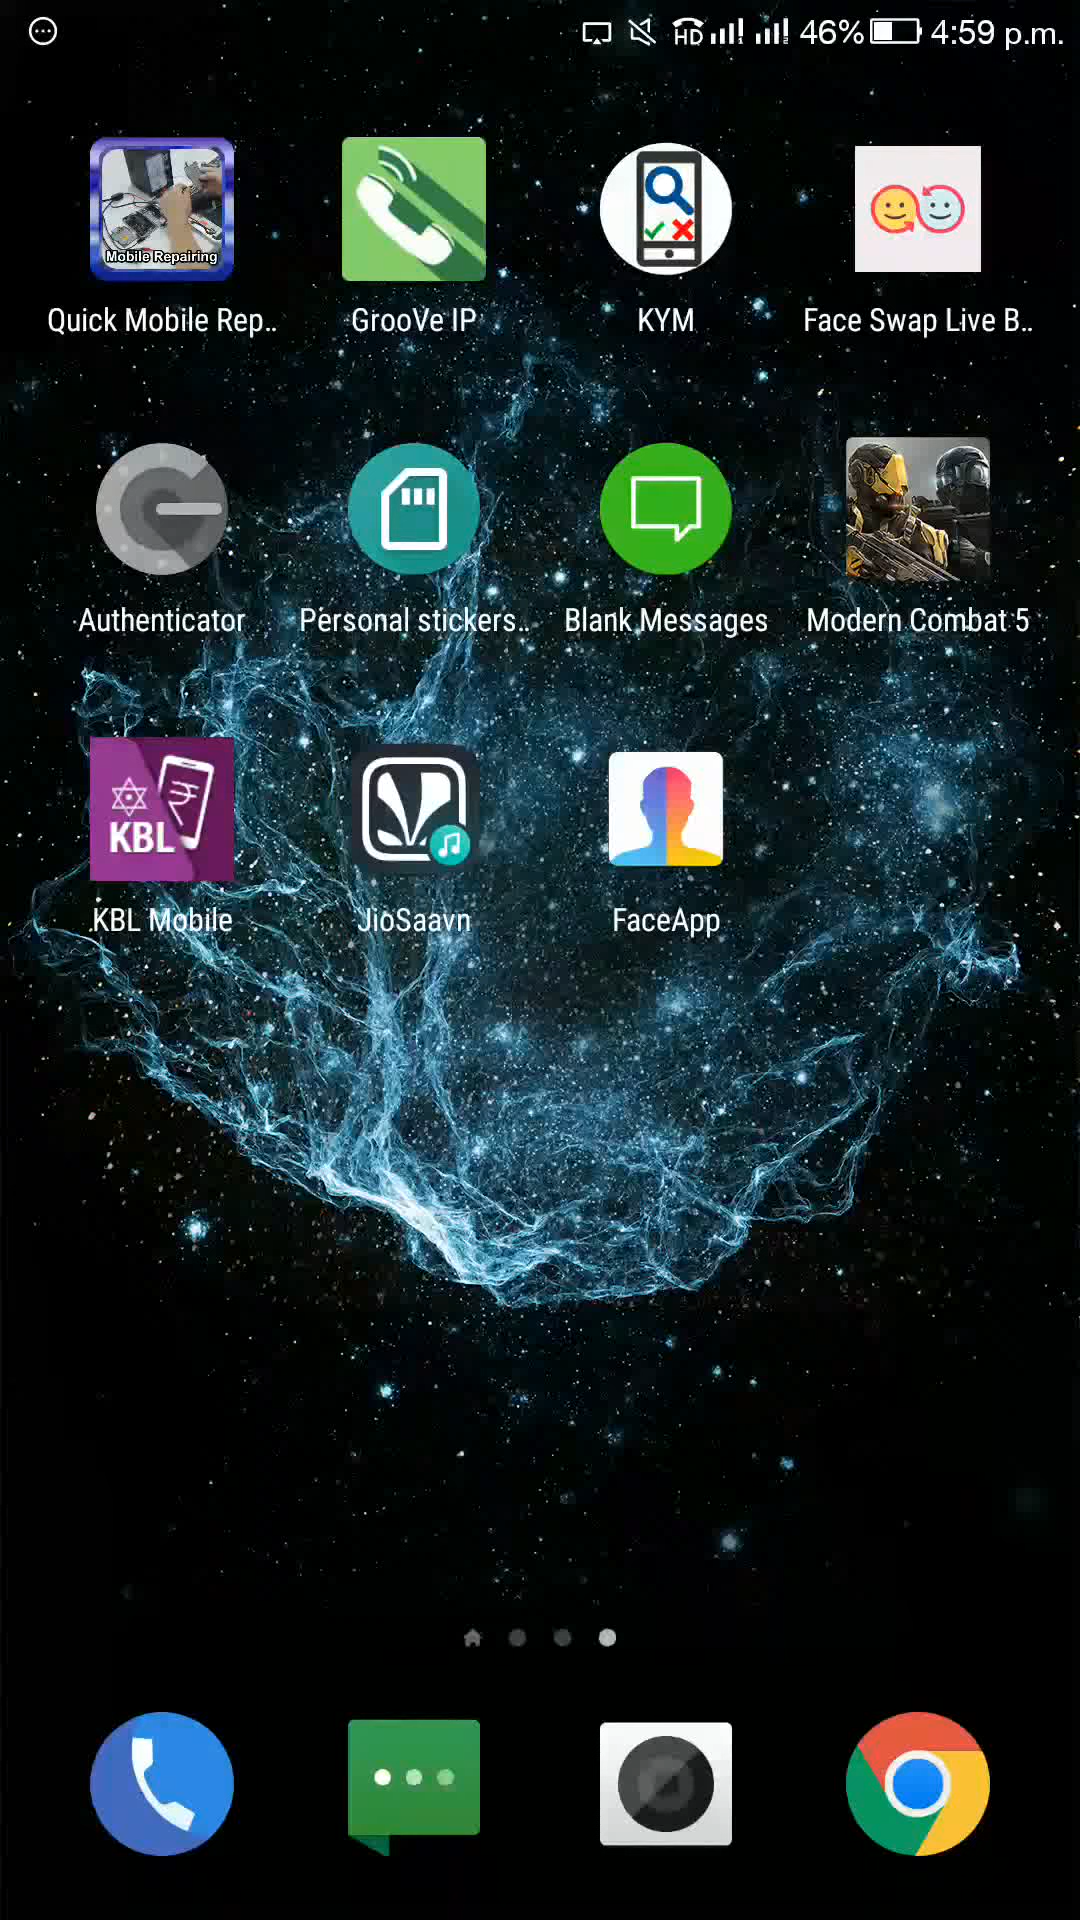 HD 46% 4:59 p.m.
Mobile Repairing
Quick Mobile Rep..
GrooVe IP
KYM
Face Swap Live B..
Authenticator
Personal stickers..
Blank Messages
Modern Combat 5
KBL
KBL Mobile
JioSaavn
FaceApp